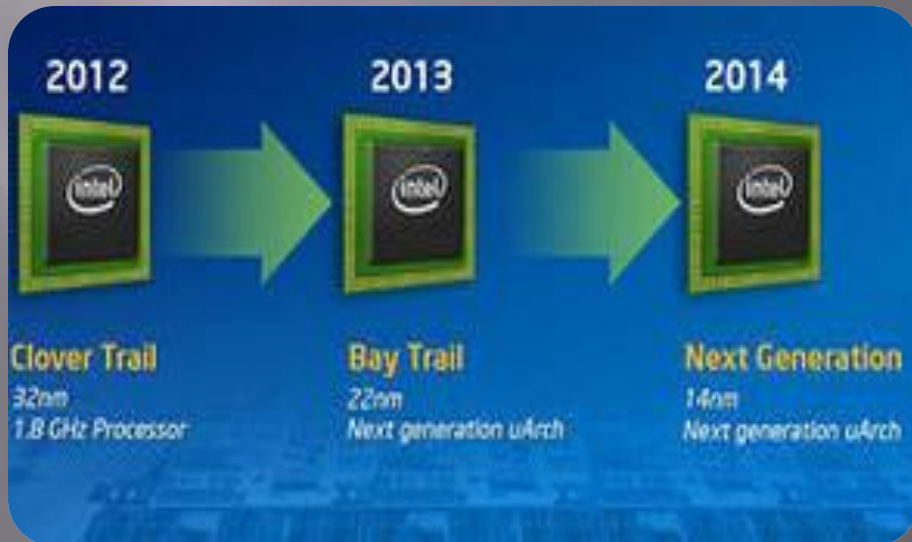 2012
2013
2014
intel
intel
intel
Clover Trail
32nm
1.8 GHz Processor
Bay Trail
22nm
Next generation uArch
Next Generation
14nm
Next generation uArch